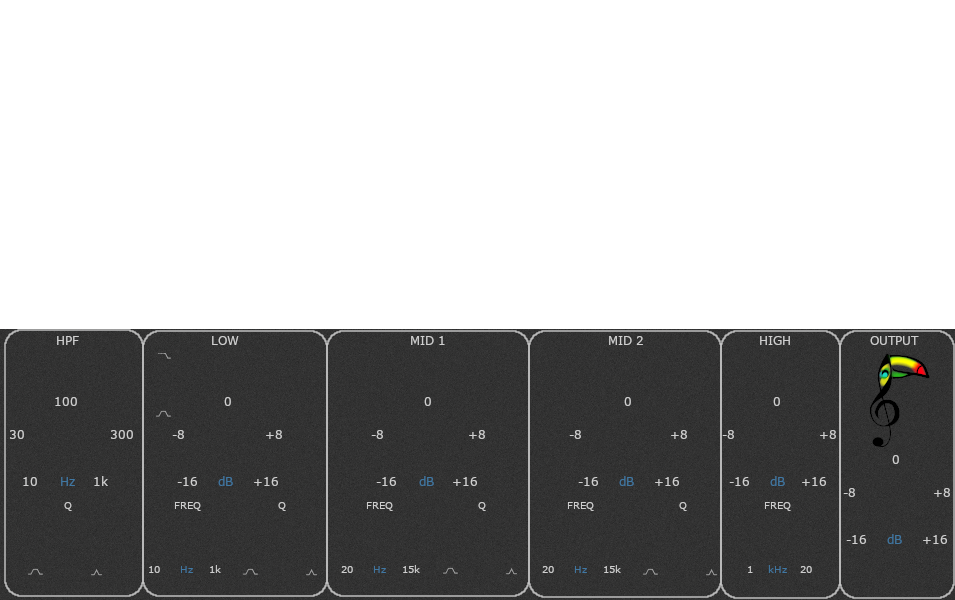 HPF LOW MID 1 MID 2 HIGH OUTPUT
100 0 0 0 0
30 300 -8 +8 -8 +8 -8 +8 -8 +8
0
10 Hz 1k -16 dB +16 -16 dB +16 -16 dB +16 -16 dB +16
-8 +8
Q FREQ Q FREQ Q FREQ Q FREQ
-16 dB +16
10 Hz 1k 20 Hz 15k 20 Hz 15k 1 kHz 20